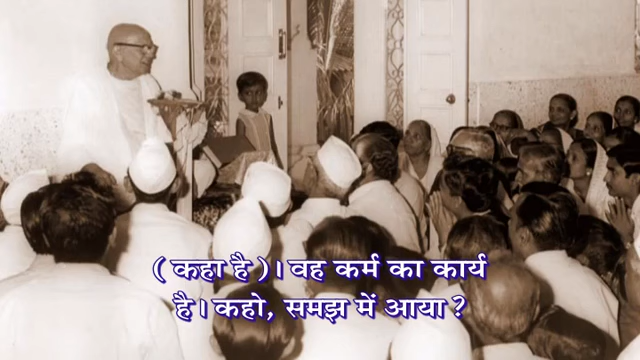 ( कहा है )। वह कर्म का कार्य
है। कहो, समझ में आया ?